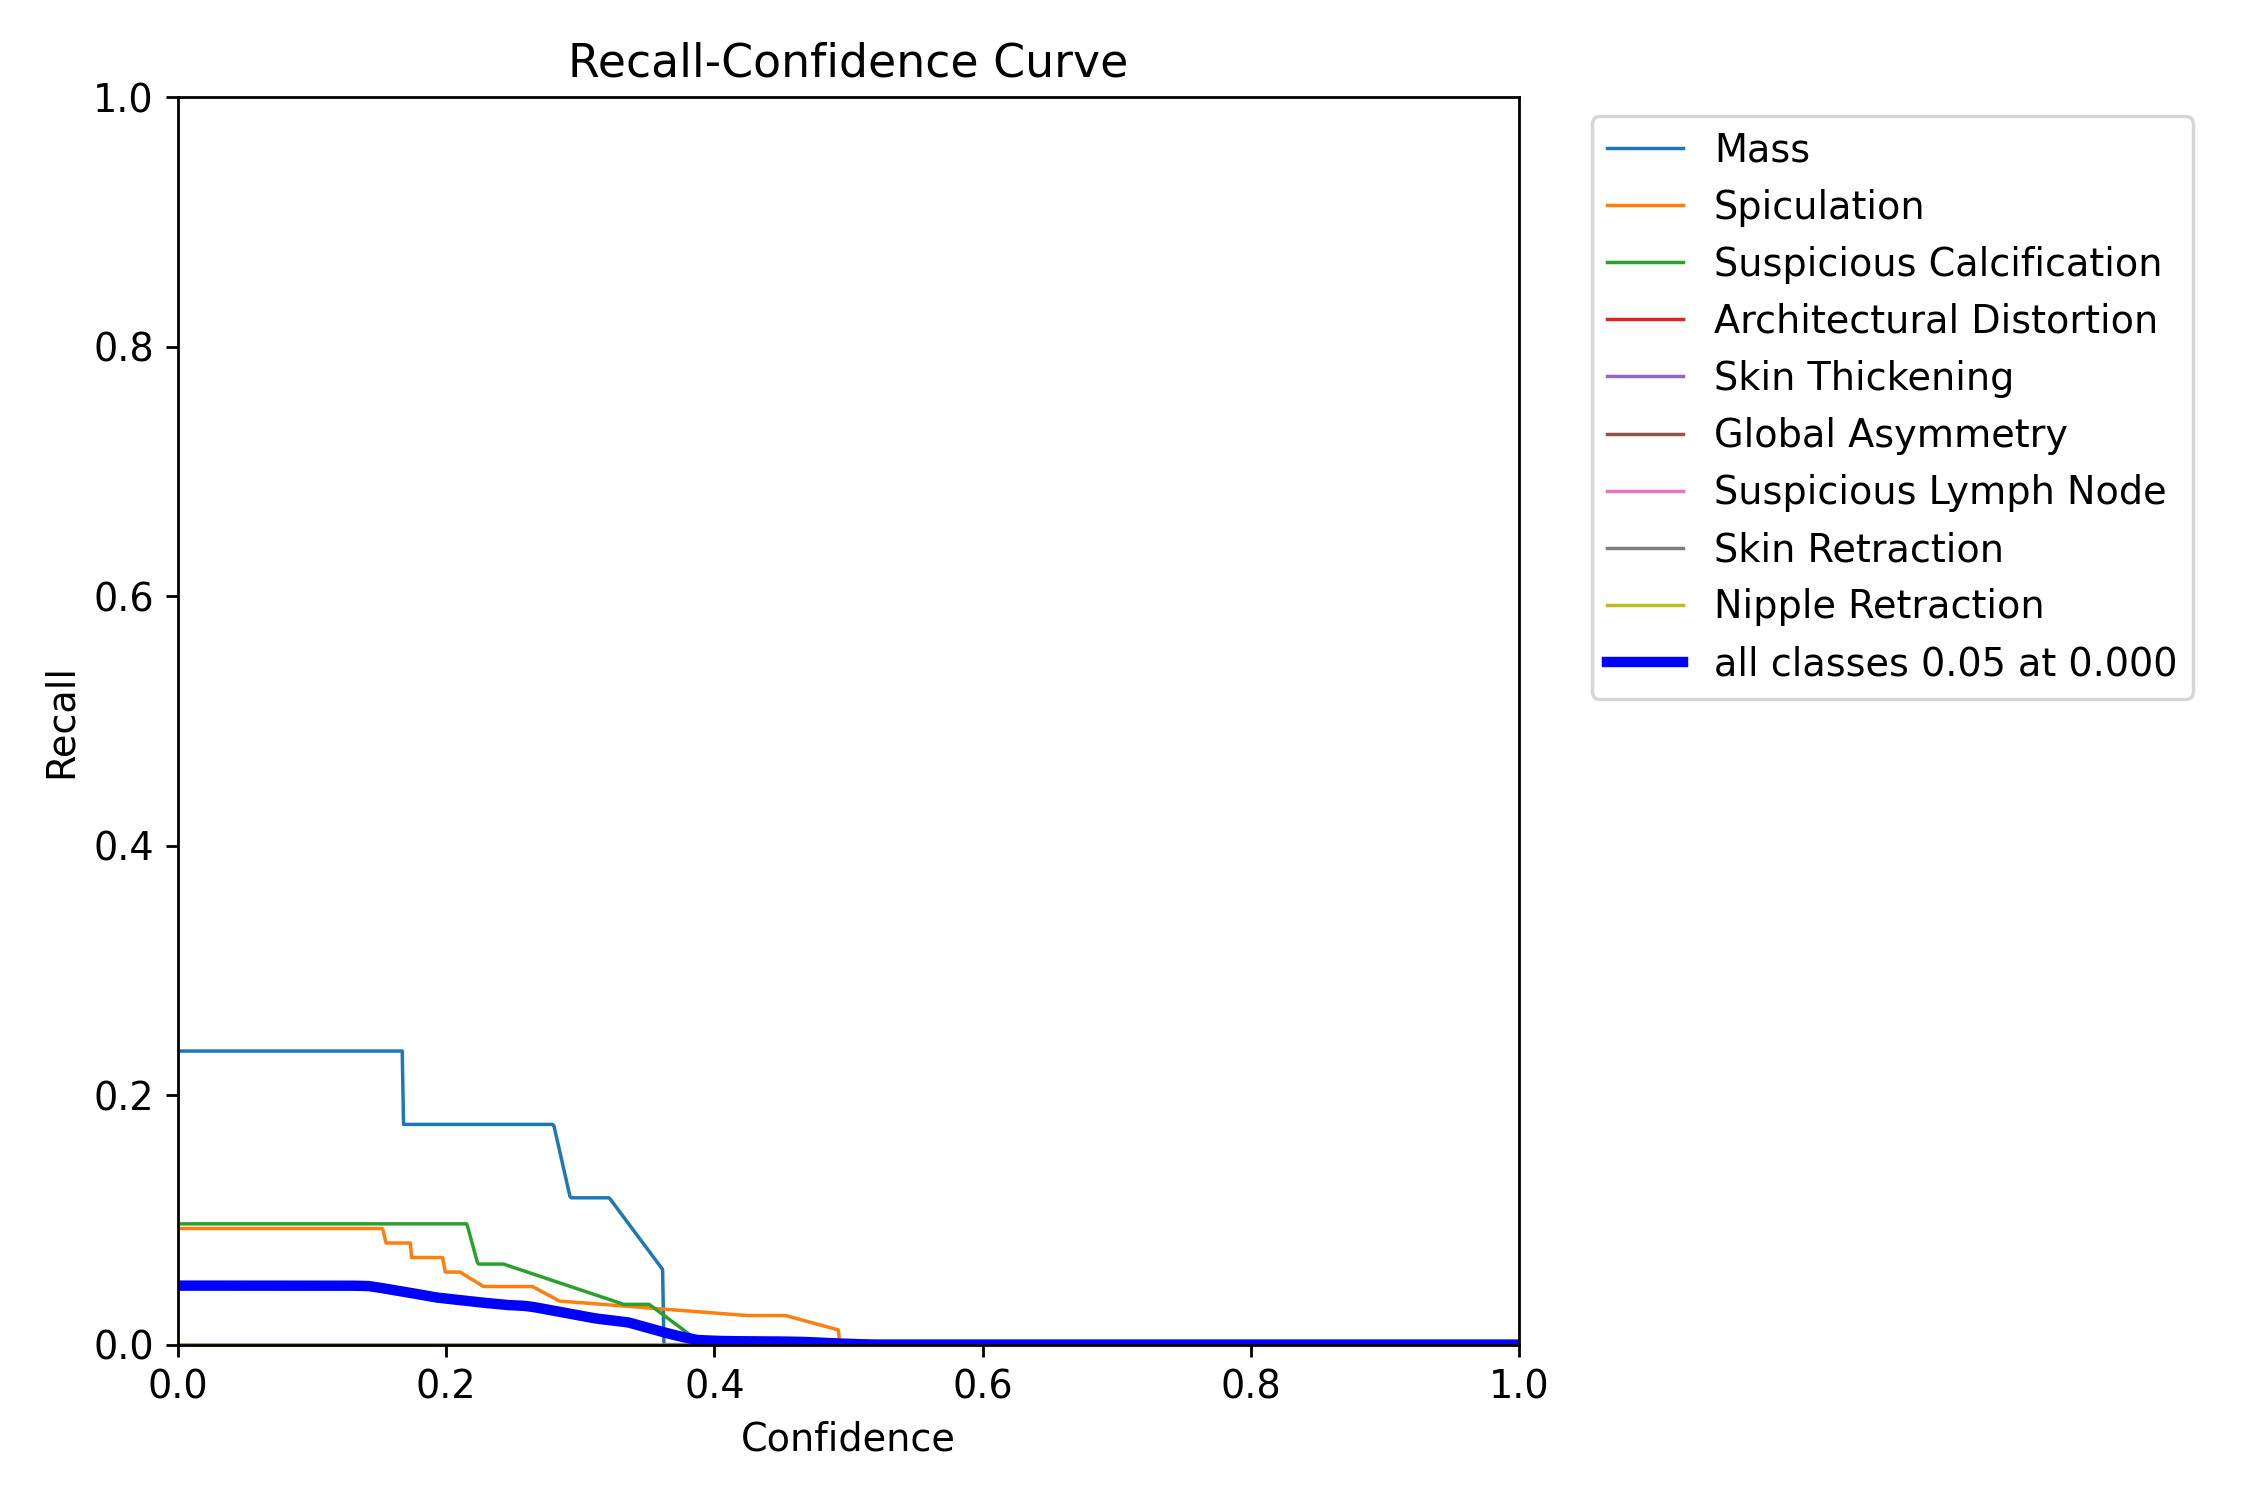 Recall-Confidence Curve
1.0
0.8
0.6
0.4
0.2
0.0
Recall
0.0 0.2 0.4 0.6 0.8 1.0
Confidence
Mass
Spiculation
Suspicious Calcification
Architectural Distortion
Skin Thickening
Global Asymmetry
Suspicious Lymph Node
Skin Retraction
Nipple Retraction
all classes 0.05 at 0.000